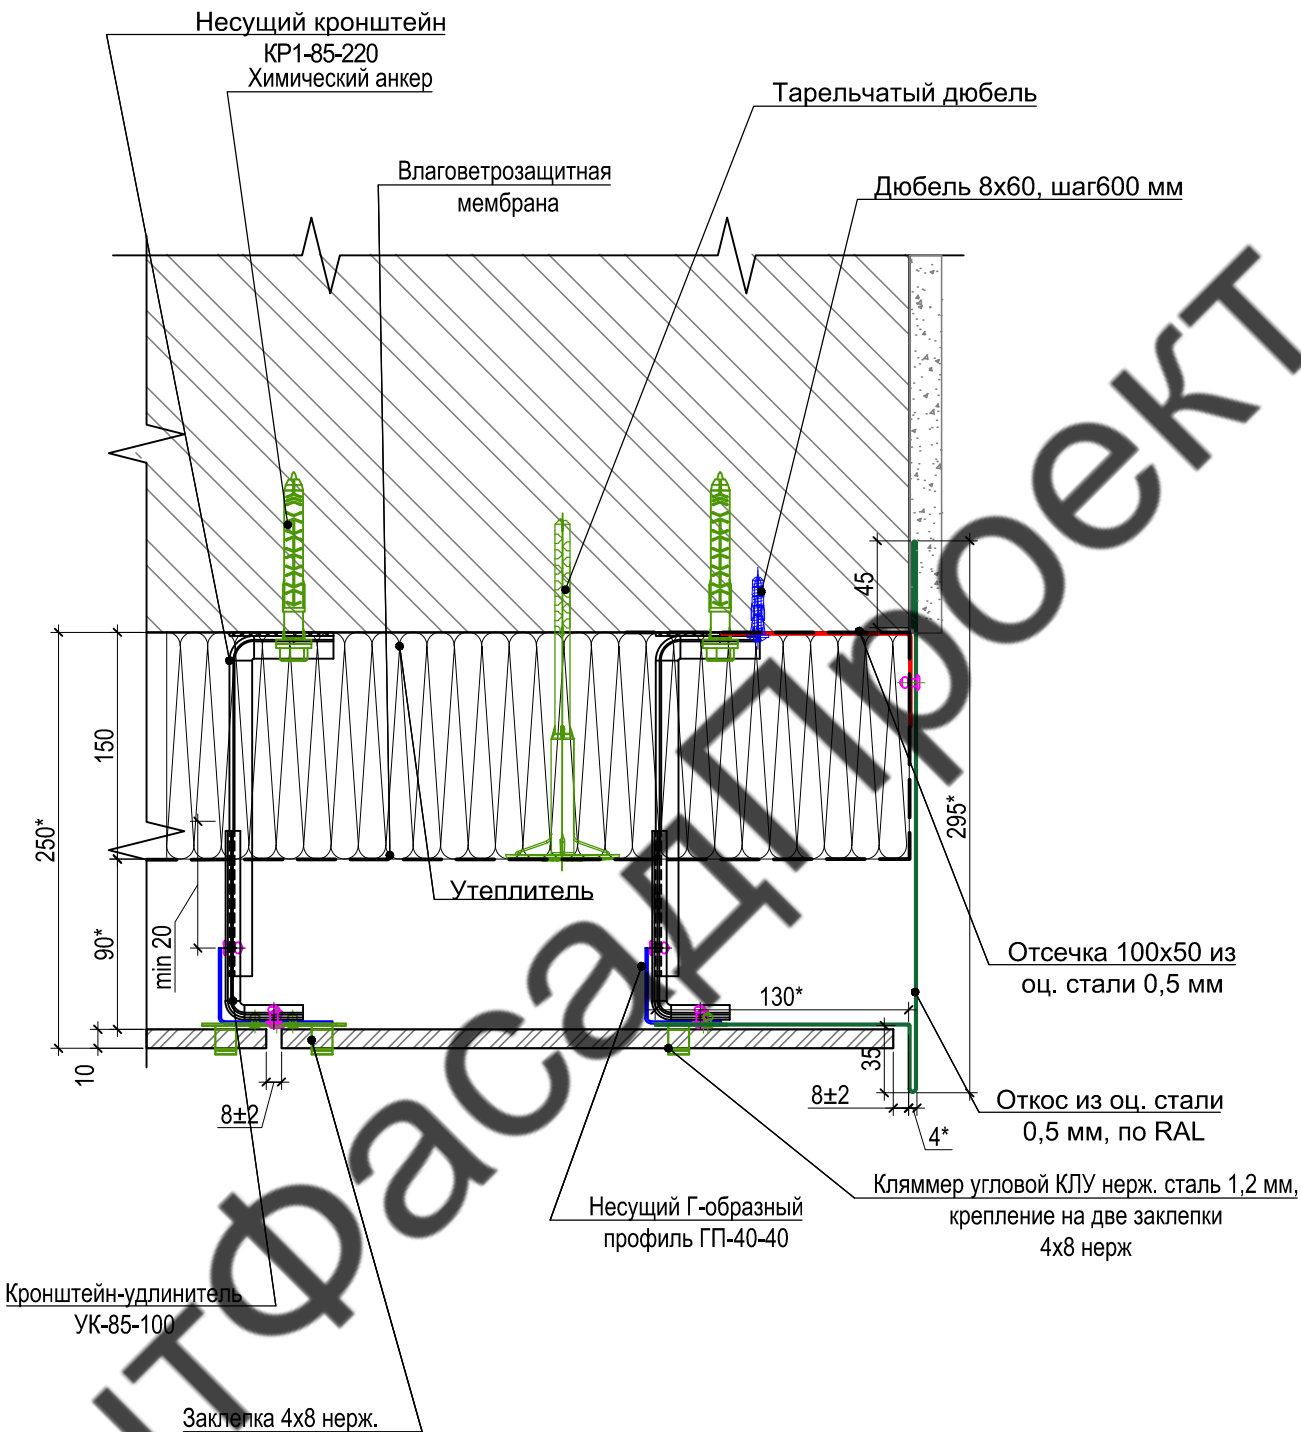 Несущий кронштейн
КР1-85-220
Химический анкер
Тарельчатый дюбель
Влаговетрозащитная
мембрана
Дюбель 8х60, шаг600 мм
45
150
250*
295*
Утеплитель
90*
min 20
Отсечка 100х50 из
оц. стали 0,5 мм
130*
10
35
8±2
8±2
4*
Откос из оц. стали
0,5 мм, по RAL
Кляммер угловой КЛУ нерж. сталь 1,2 мм,
крепление на две заклепки
4х8 нерж
Несущий Г-образный
профиль ГП-40-40
Кронштейн-удлинитель
УК-85-100
Заклепка 4х8 нерж.
тФасадПроект